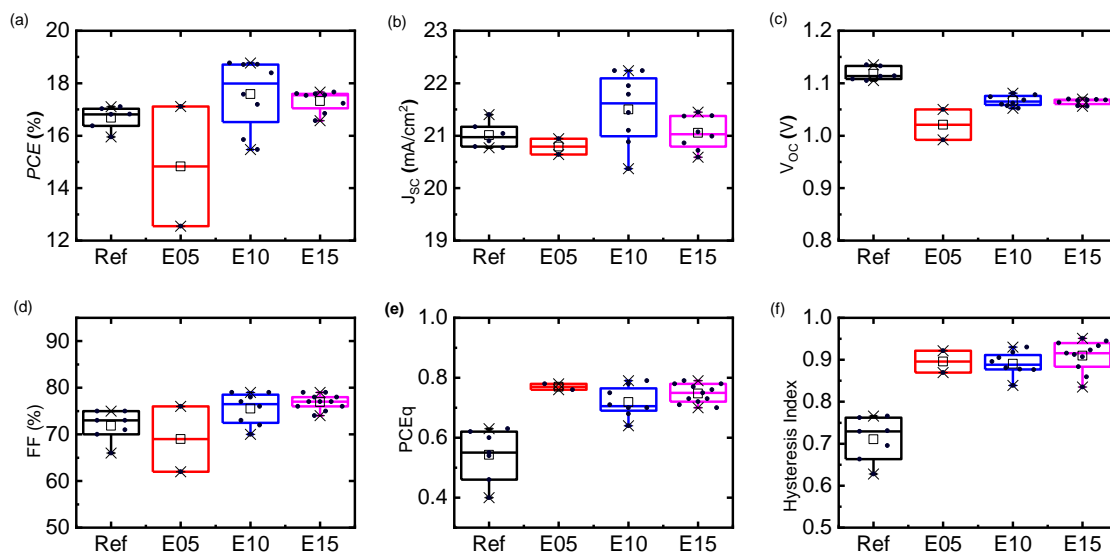 (a)
20
18
16
14
12
PCE (%)
Ref E05 E10 E15
(b)
23
22
21
20
19
J_SC (mA/cm²)
Ref E05 E10 E15
(c)
1.2
1.1
1.0
0.9
0.8
V_OC (V)
Ref E05 E10 E15
(d)
90
80
70
60
50
FF (%)
Ref E05 E10 E15
(e)
1.0
0.8
0.6
0.4
PCEq
Ref E05 E10 E15
(f)
1.0
0.9
0.8
0.7
0.6
0.5
Hysteresis Index
Ref E05 E10 E15